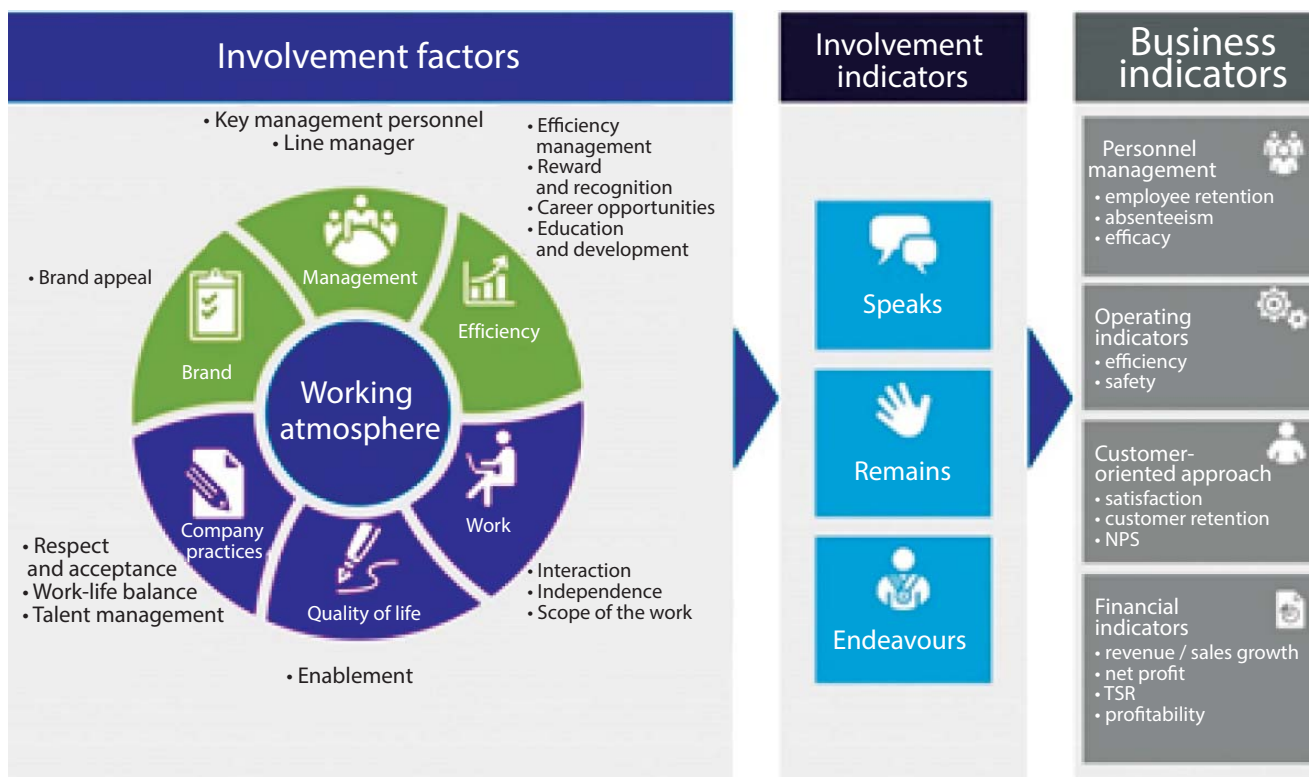 Involvement factors
• Key management personnel
• Line manager
• Efficiency
management
• Reward
and recognition
• Career opportunities
• Education
and development
• Brand appeal
Management
Efficiency
Brand
Working
atmosphere
Company
practices
Work
Quality of life
• Respect
and acceptance
• Work-life balance
• Talent management
• Interaction
• Independence
• Scope of the work
• Enablement
Involvement
indicators
Speaks
Remains
Endeavours
Business
indicators
Personnel
management
• employee retention
• absenteeism
• efficacy
Operating
indicators
• efficiency
• safety
Customer-
oriented approach
• satisfaction
• customer retention
• NPS
Financial
indicators
• revenue / sales growth
• net profit
• TSR
• profitability